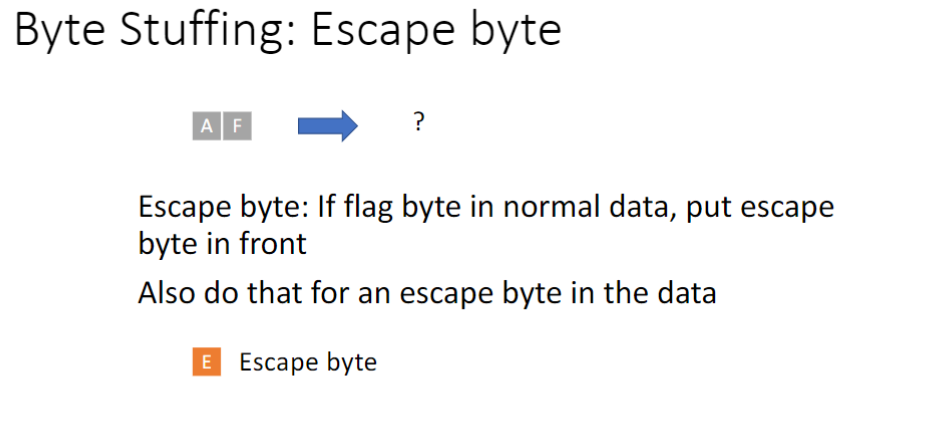 Byte Stuffing: Escape byte
A F ?
Escape byte: If flag byte in normal data, put escape
byte in front
Also do that for an escape byte in the data
E Escape byte